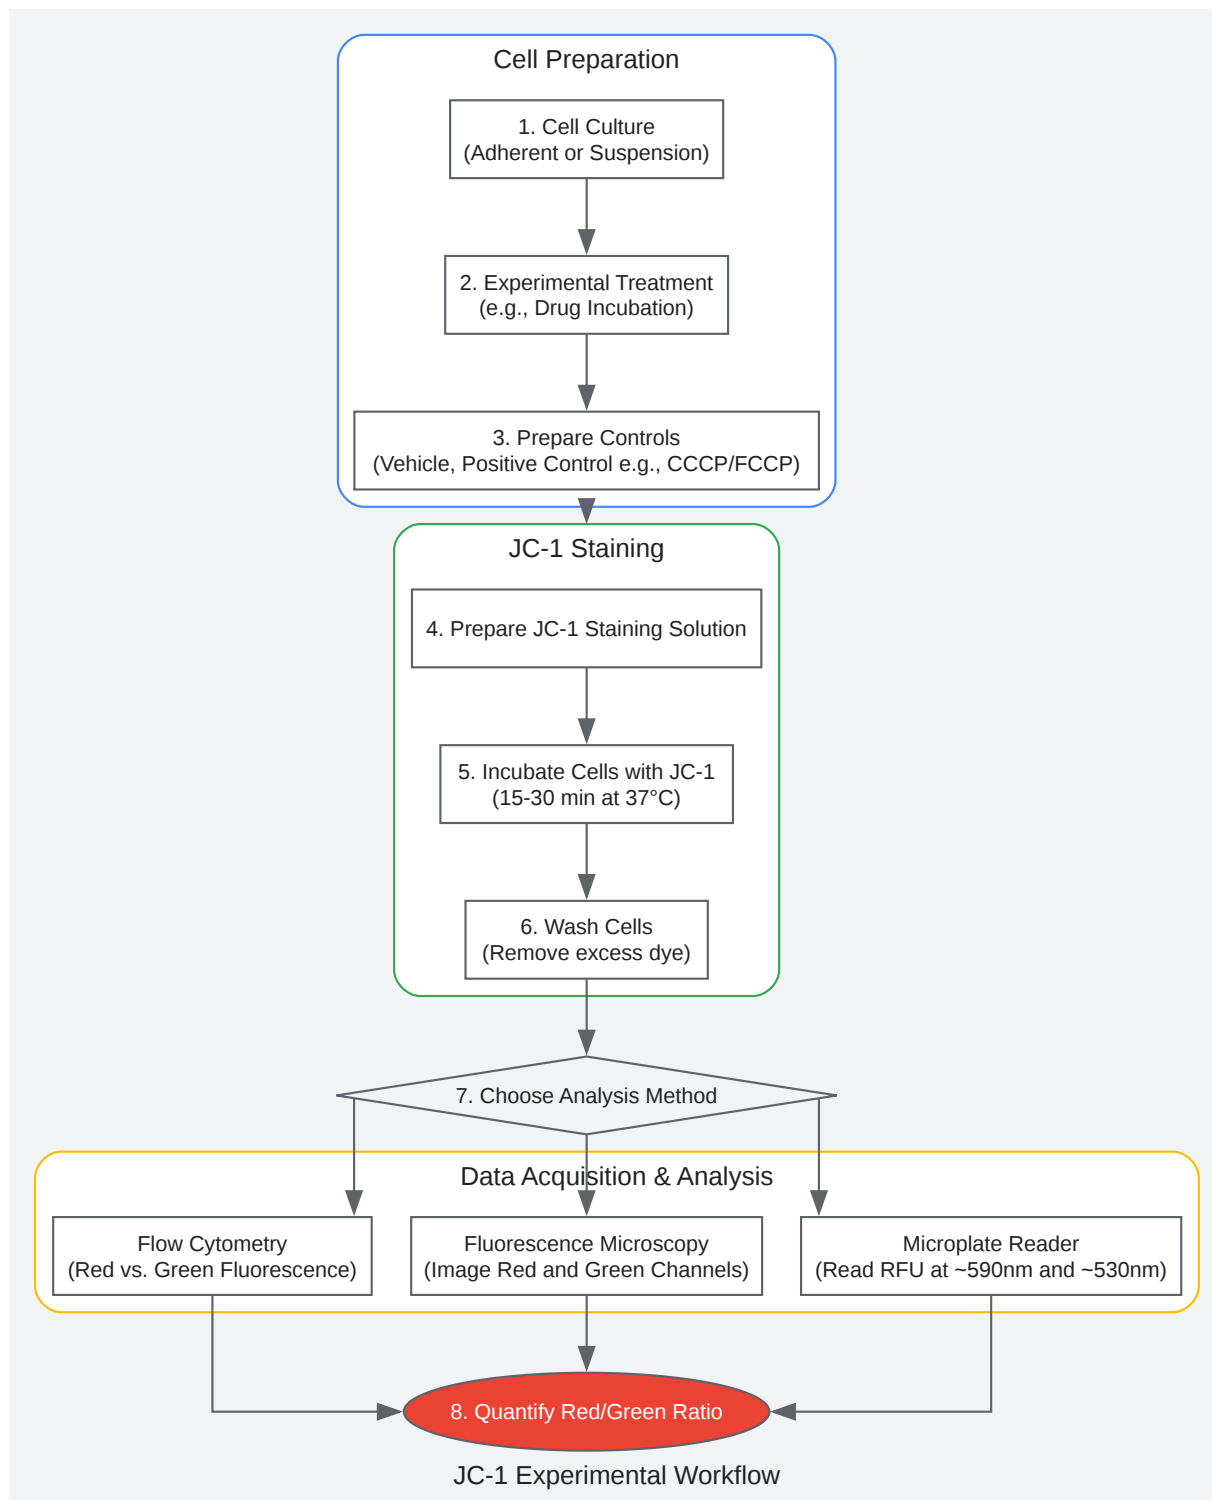 Cell Preparation
1. Cell Culture
(Adherent or Suspension)
2. Experimental Treatment
(e.g., Drug Incubation)
3. Prepare Controls
(Vehicle, Positive Control e.g., CCCP/FCCP)
JC-1 Staining
4. Prepare JC-1 Staining Solution
5. Incubate Cells with JC-1
(15-30 min at 37°C)
6. Wash Cells
(Remove excess dye)
7. Choose Analysis Method
Data Acquisition & Analysis
Flow Cytometry
(Red vs. Green Fluorescence)
Fluorescence Microscopy
(Image Red and Green Channels)
Microplate Reader
(Read RFU at ~590nm and ~530nm)
8. Quantify Red/Green Ratio
JC-1 Experimental Workflow